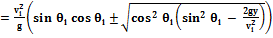 = v₁²/g (sin θ₁ cos θ₁ ± √(cos² θ₁ (sin² θ₁ − 2gy/v₁²)))